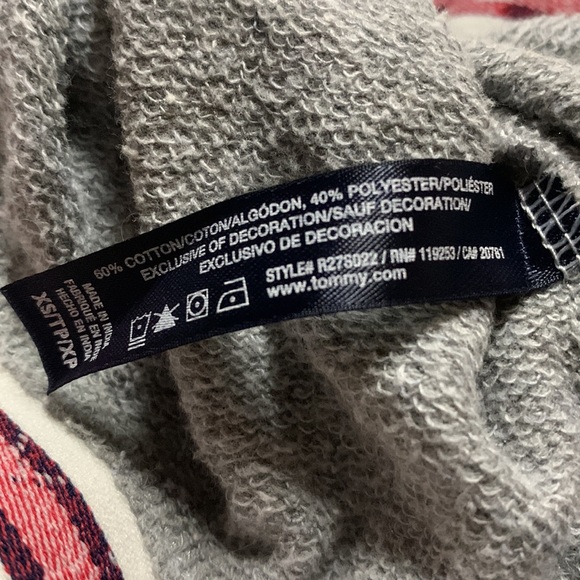 60% COTTON/COTON/ALGÓDON, 40% POLYESTER/POLIÉSTER
EXCLUSIVE OF DECORATION/SAUF DECORATION/
EXCLUSIVO DE DECORACION
STYLE# R278022 / RN# 119253 / CA# 20761
www.tommy.com
MADE IN INDIA
FABRIQUÉ EN INDE
HECHO EN INDIA
XS/TP/XP